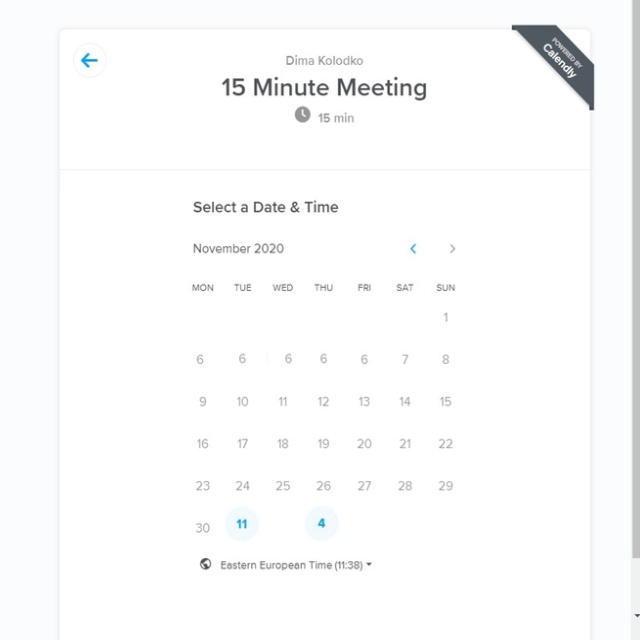 POWERED BY
Calendly
Dima Kolodko
15 Minute Meeting
15 min
Select a Date & Time
November 2020
MON TUE WED THU FRI SAT SUN
1
6 6 6 6 6 7 8
9 10 11 12 13 14 15
16 17 18 19 20 21 22
23 24 25 26 27 28 29
30 11 4
Eastern European Time (11:38)